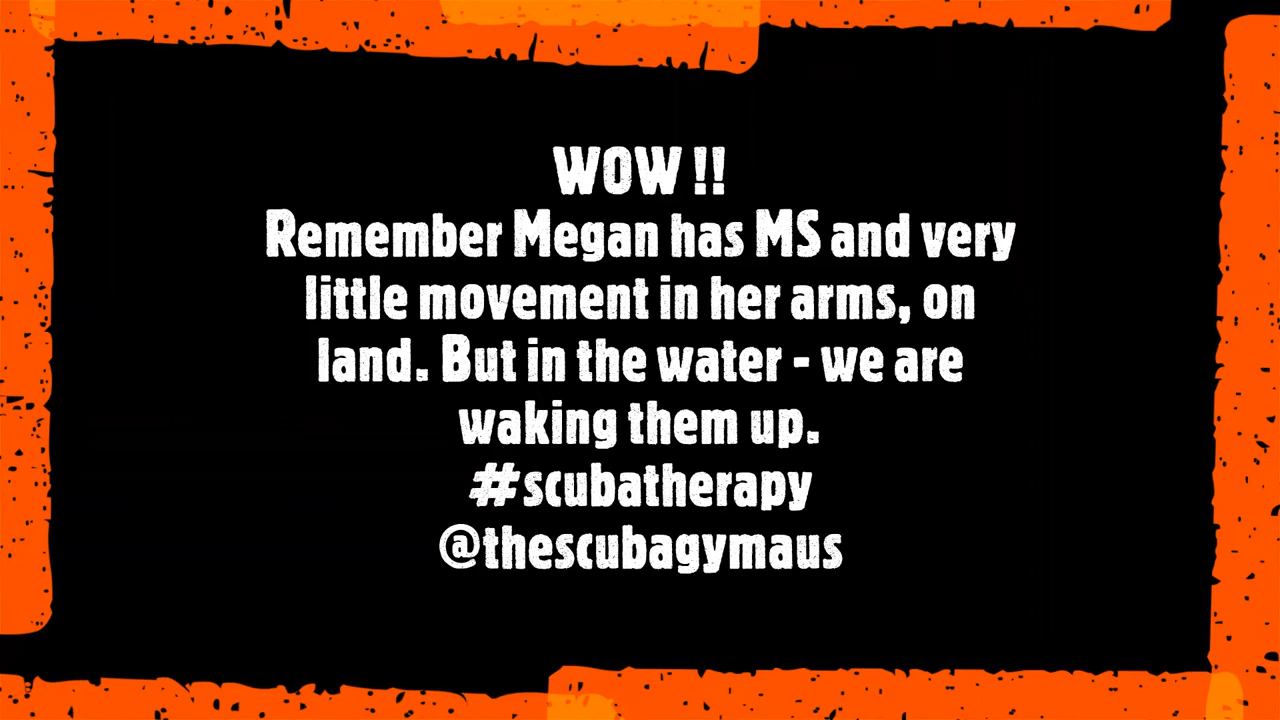 WOW !!
Remember Megan has MS and very
little movement in her arms, on
land. But in the water - we are
waking them up.
#scubatherapy
@thescubagymaus